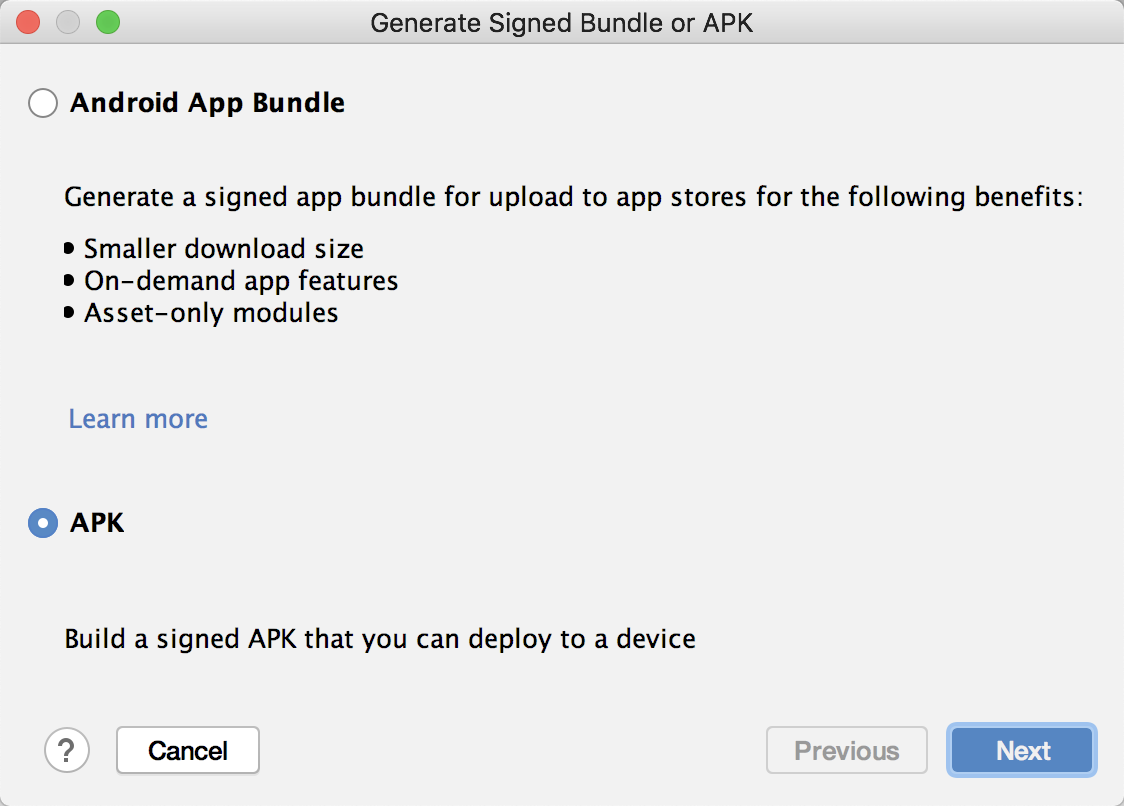 Generate Signed Bundle or APK
Android App Bundle
Generate a signed app bundle for upload to app stores for the following benefits:
• Smaller download size
• On-demand app features
• Asset-only modules
Learn more
APK
Build a signed APK that you can deploy to a device
? Cancel Previous Next